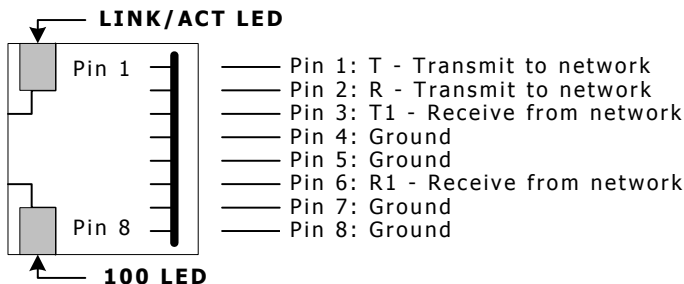 LINK/ACT LED
Pin 1
Pin 1: T - Transmit to network
Pin 2: R - Transmit to network
Pin 3: T1 - Receive from network
Pin 4: Ground
Pin 5: Ground
Pin 6: R1 - Receive from network
Pin 7: Ground
Pin 8
Pin 8: Ground
100 LED